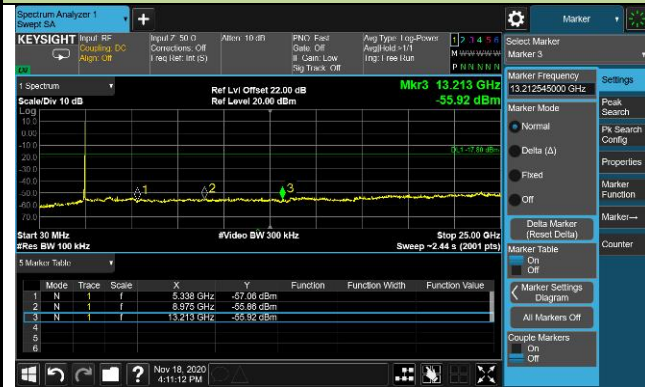 Spectrum Analyzer 1
Swept SA
+
Marker
KEYSIGHT
Input: RF
Coupling: DC
Align: Off
Input Z: 50 Ω
Corrections: Off
Freq Ref: Int (S)
Atten: 10 dB
PNO: Fast
Gate: Off
IF Gain: Low
Sig Track: Off
Avg Type: Log-Power
Avg|Hold >1/1
Trig: Free Run
1 2 3 4 5 6
M W W W W W
P N N N N N
Select Marker
Marker 3
1 Spectrum
Scale/Div 10 dB
Ref Lvl Offset 22.00 dB
Ref Level 20.00 dBm
Mkr3 13.213 GHz
-55.92 dBm
Log
10.0
0.00
-10.0
-20.0
-30.0
-40.0
-50.0
-60.0
-70.0
DL1 -17.80 dBm
1
2
3
Start 30 MHz
#Video BW 300 kHz
Stop 25.00 GHz
#Res BW 100 kHz
Sweep ~2.44 s (2001 pts)
5 Marker Table
Mode Trace Scale X Y Function Function Width Function Value
1 N 1 f 5.338 GHz -57.06 dBm
2 N 1 f 8.975 GHz -55.86 dBm
3 N 1 f 13.213 GHz -55.92 dBm
4
5
6
Marker Frequency
13.212545000 GHz
Marker Mode
Normal
Delta (Δ)
Fixed
Off
Delta Marker
(Reset Delta)
Marker Table
On
Off
Marker Settings
Diagram
All Markers Off
Couple Markers
On
Off
Settings
Peak
Search
Pk Search
Config
Properties
Marker
Function
Marker→
Counter
?
Nov 18, 2020
4:11:12 PM